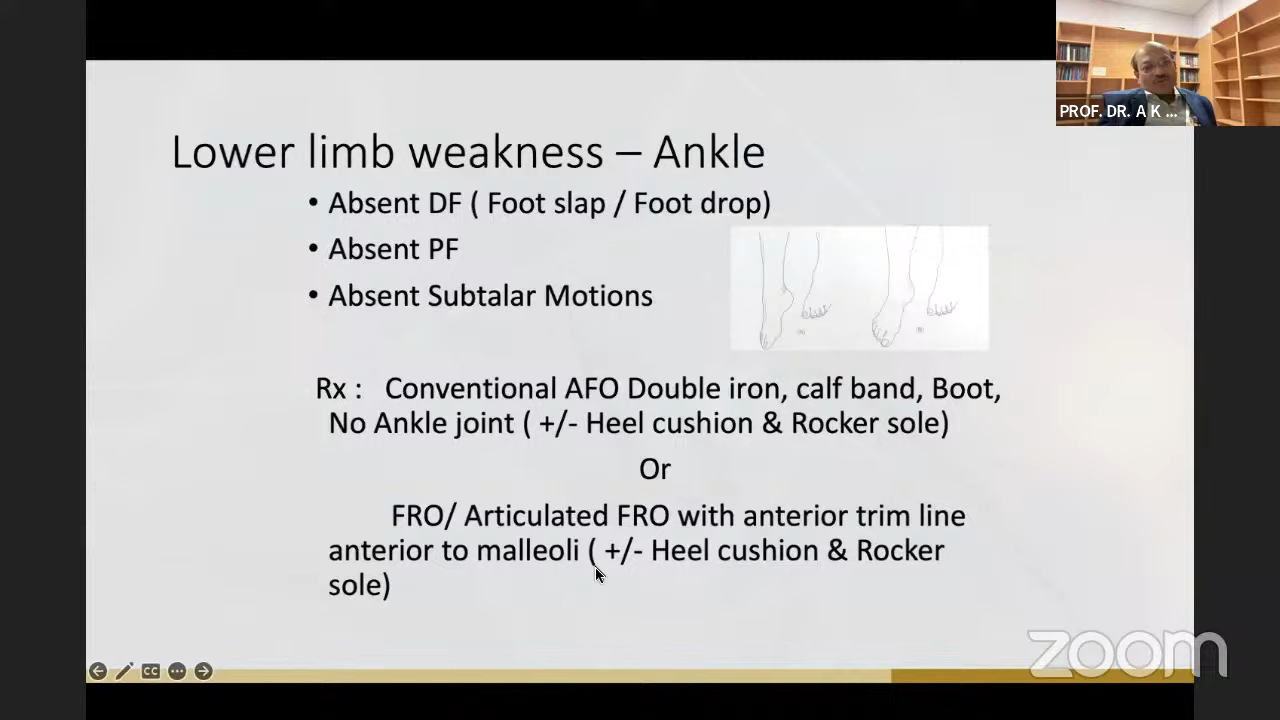 PROF. DR. A K ...
Lower limb weakness – Ankle
• Absent DF ( Foot slap / Foot drop)
• Absent PF
• Absent Subtalar Motions
Rx : Conventional AFO Double iron, calf band, Boot,
No Ankle joint ( +/- Heel cushion & Rocker sole)
Or
FRO/ Articulated FRO with anterior trim line
anterior to malleoli ( +/- Heel cushion & Rocker
sole)
CC
zoom